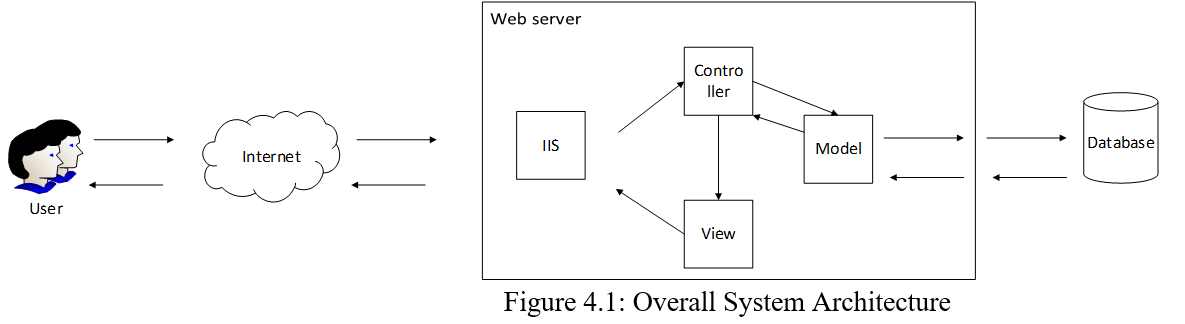 Web server
Contro
ller
IIS
Model
Database
Internet
User
View
Figure 4.1: Overall System Architecture